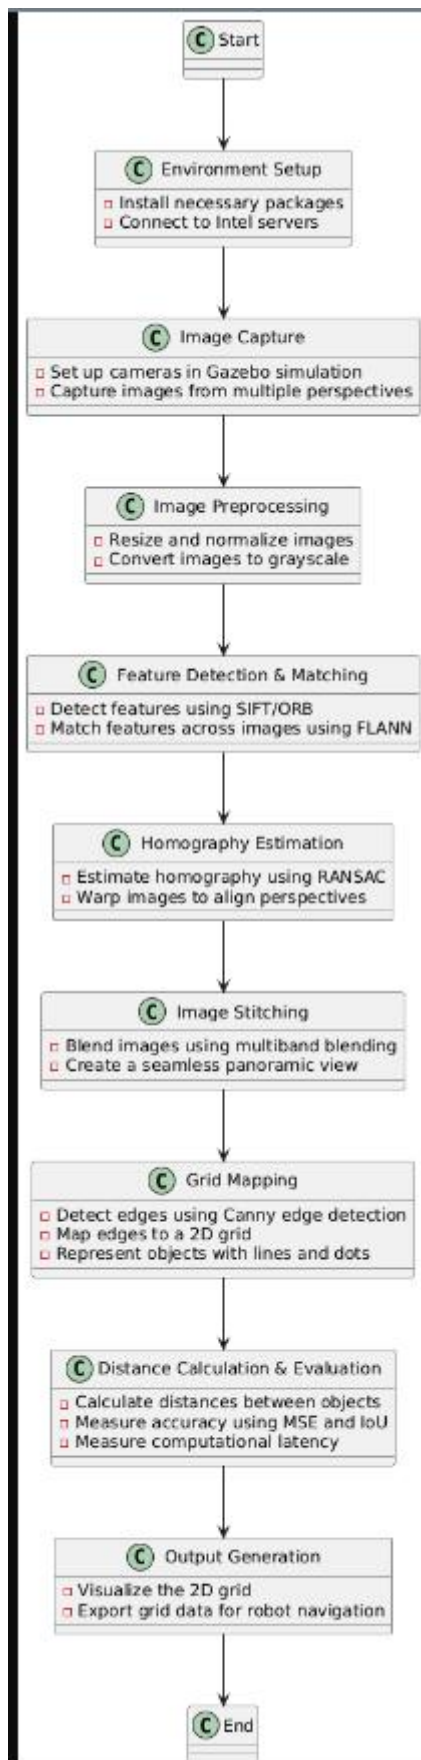 C Start
C Environment Setup
Install necessary packages
Connect to Intel servers
C Image Capture
Set up cameras in Gazebo simulation
Capture images from multiple perspectives
C Image Preprocessing
Resize and normalize images
Convert images to grayscale
C Feature Detection & Matching
Detect features using SIFT/ORB
Match features across images using FLANN
C Homography Estimation
Estimate homography using RANSAC
Warp images to align perspectives
C Image Stitching
Blend images using multiband blending
Create a seamless panoramic view
C Grid Mapping
Detect edges using Canny edge detection
Map edges to a 2D grid
Represent objects with lines and dots
C Distance Calculation & Evaluation
Calculate distances between objects
Measure accuracy using MSE and IoU
Measure computational latency
C Output Generation
Visualize the 2D grid
Export grid data for robot navigation
C End